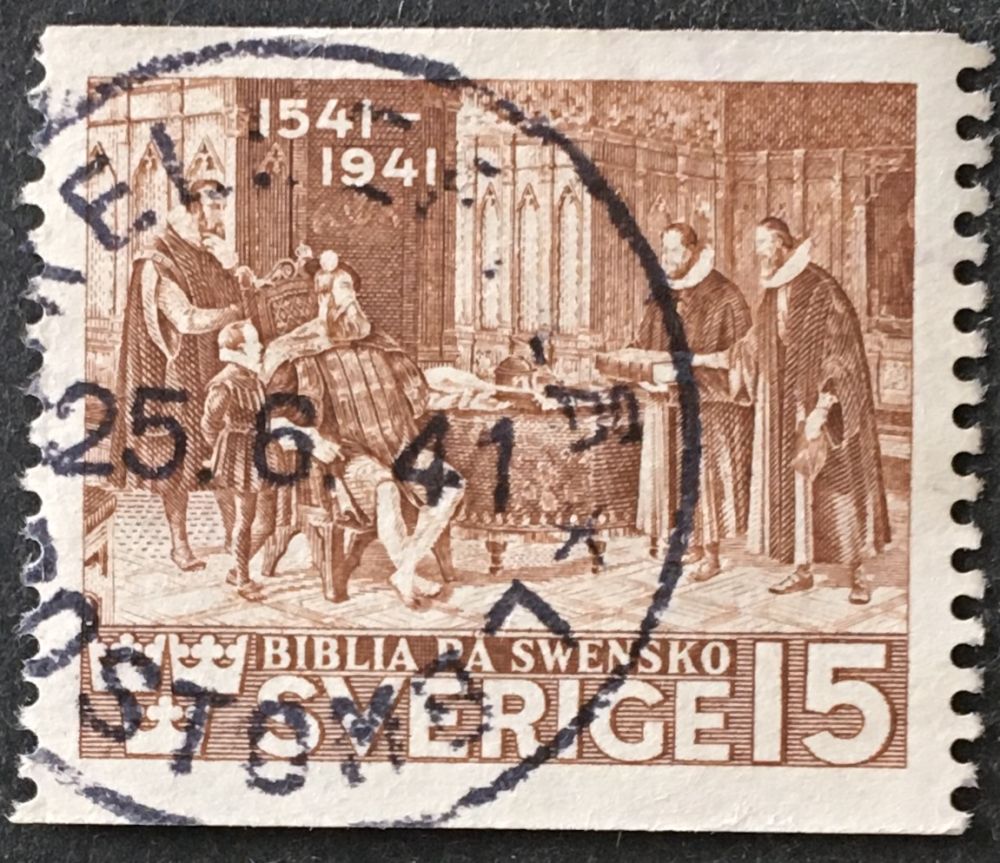 1541–
1941
25.6.41
BIBLIA PÅ SWENSKO
SVERIGE 15